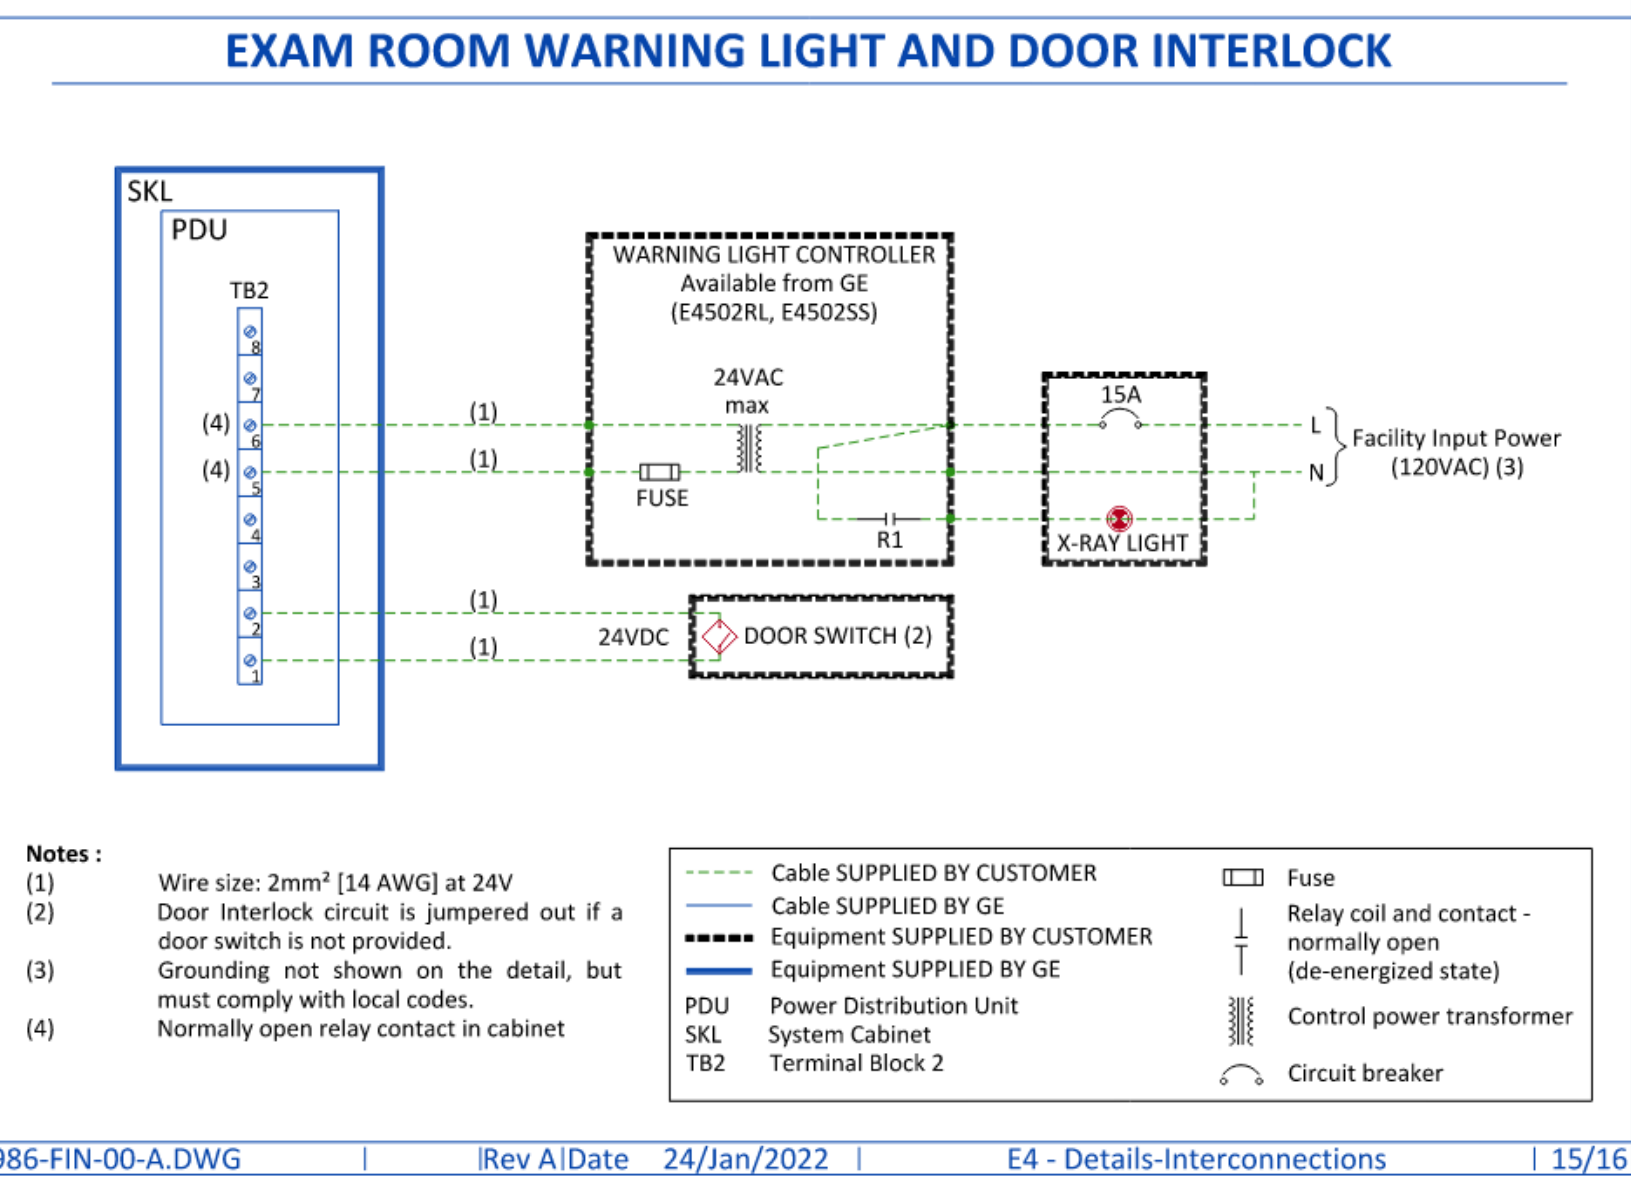 EXAM ROOM WARNING LIGHT AND DOOR INTERLOCK
SKL
PDU
TB2
8
7
(4)
6
(4)
5
4
3
2
1
(1)
(1)
(1)
(1)
WARNING LIGHT CONTROLLER
Available from GE
(E4502RL, E4502SS)
24VAC
max
FUSE
R1
24VDC
DOOR SWITCH (2)
15A
X-RAY LIGHT
L
N
Facility Input Power
(120VAC) (3)
Notes :
(1) Wire size: 2mm² [14 AWG] at 24V
(2) Door Interlock circuit is jumpered out if a
door switch is not provided.
(3) Grounding not shown on the detail, but
must comply with local codes.
(4) Normally open relay contact in cabinet
Cable SUPPLIED BY CUSTOMER
Cable SUPPLIED BY GE
Equipment SUPPLIED BY CUSTOMER
Equipment SUPPLIED BY GE
PDU Power Distribution Unit
SKL System Cabinet
TB2 Terminal Block 2
Fuse
Relay coil and contact -
normally open
(de-energized state)
Control power transformer
Circuit breaker
986-FIN-00-A.DWG | |Rev A|Date 24/Jan/2022 | E4 - Details-Interconnections | 15/16